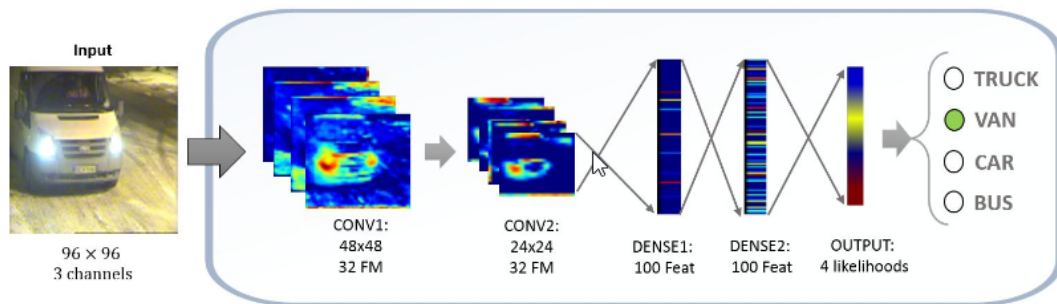 Input
96 × 96
3 channels
CONV1:
48x48
32 FM
CONV2:
24x24
32 FM
DENSE1:
100 Feat
DENSE2:
100 Feat
OUTPUT:
4 likelihoods
TRUCK
VAN
CAR
BUS